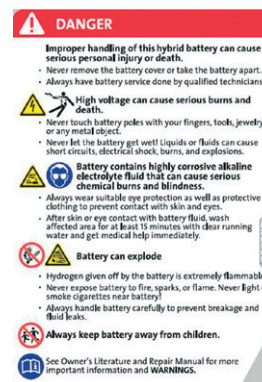 DANGER
Improper handling of this hybrid battery can cause
serious personal injury or death.
· Never remove the battery cover or take the battery apart.
· Always have battery service done by qualified technicians
High voltage can cause serious burns and
death.
· Never touch battery poles with your fingers, tools, jewelry
or any metal object.
· Never let the battery get wet! Liquids or fluids can cause
short circuits, electrical shock, burns, and explosions.
Battery contains highly corrosive alkaline
electrolyte fluid that can cause serious
chemical burns and blindness.
· Always wear suitable eye protection as well as protective
clothing to prevent contact with skin and eyes.
· After skin or eye contact with battery fluid, wash
affected area for at least 15 minutes with clear running
water and get medical help immediately.
Battery can explode
· Hydrogen given off by the battery is extremely flammable
· Never expose battery to fire, sparks, or flame. Never light
smoke cigarettes near battery!
· Always handle battery carefully to prevent breakage and
fluid leaks.
Always keep battery away from children.
See Owner's Literature and Repair Manual for more
important information and WARNINGS.